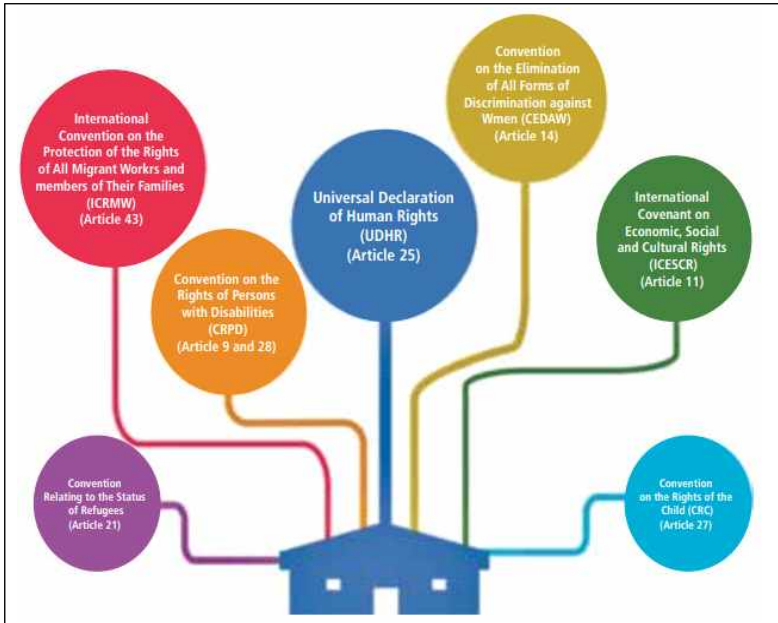 International
Convention on the
Protection of the Rights
of All Migrant Workrs and
members of Their Families
(ICRMW)
(Article 43)
Convention on the
Rights of Persons
with Disabilities
(CRPD)
(Article 9 and 28)
Universal Declaration
of Human Rights
(UDHR)
(Article 25)
Convention
on the Elimination
of All Forms of
Discrimination against
Wmen (CEDAW)
(Article 14)
International
Covenant on
Economic, Social
and Cultural Rights
(ICESCR)
(Article 11)
Convention
Relating to the Status
of Refugees
(Article 21)
Convention
on the Rights of the
Child (CRC)
(Article 27)